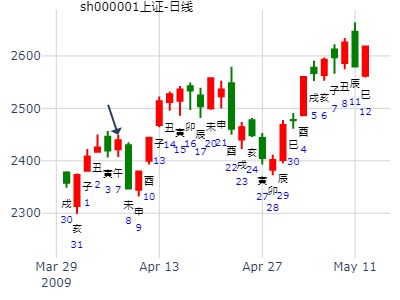 sh000001上证-日线
2600
2500
2400
2300
戌
30
亥
31
子
1
丑
2
寅
3
午
7
未
8
申
9
酉
10
子
13
丑
14
寅
15
卯
16
辰
17
未
20
申
21
酉
22
戌
23
亥
24
寅
27
卯
28
辰
29
巳
30
酉
4
戌
5
亥
6
子
7
丑
8
辰
11
巳
12
Mar 29
2009
Apr 13
Apr 27
May 11